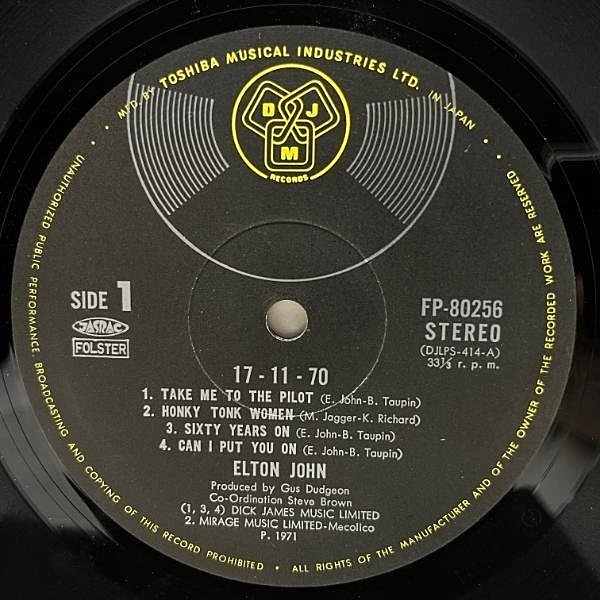 MFD. BY TOSHIBA MUSICAL INDUSTRIES LTD. IN JAPAN
DJM
RECORDS
SIDE 1
JASRAC
FOLSTER
FP-80256
STEREO
(DJLPS-414-A)
33⅓ r. p. m.
17-11-70
1. TAKE ME TO THE PILOT (E. John-B. Taupin)
2. HONKY TONK WOMEN (M. Jagger-K. Richard)
3. SIXTY YEARS ON (E. John-B. Taupin)
4. CAN I PUT YOU ON (E. John-B. Taupin)
ELTON JOHN
Produced by Gus Dudgeon
Co-Ordination Steve Brown
(1, 3, 4) DICK JAMES MUSIC LIMITED
2. MIRAGE MUSIC LIMITED-Mecolico
P. 1971
UNAUTHORIZED PUBLIC PERFORMANCE, BROADCASTING AND COPYING OF THIS RECORD PROHIBITED • ALL RIGHTS OF THE MANUFACTURER AND OF THE OWNER OF THE RECORDED WORK ARE RESERVED